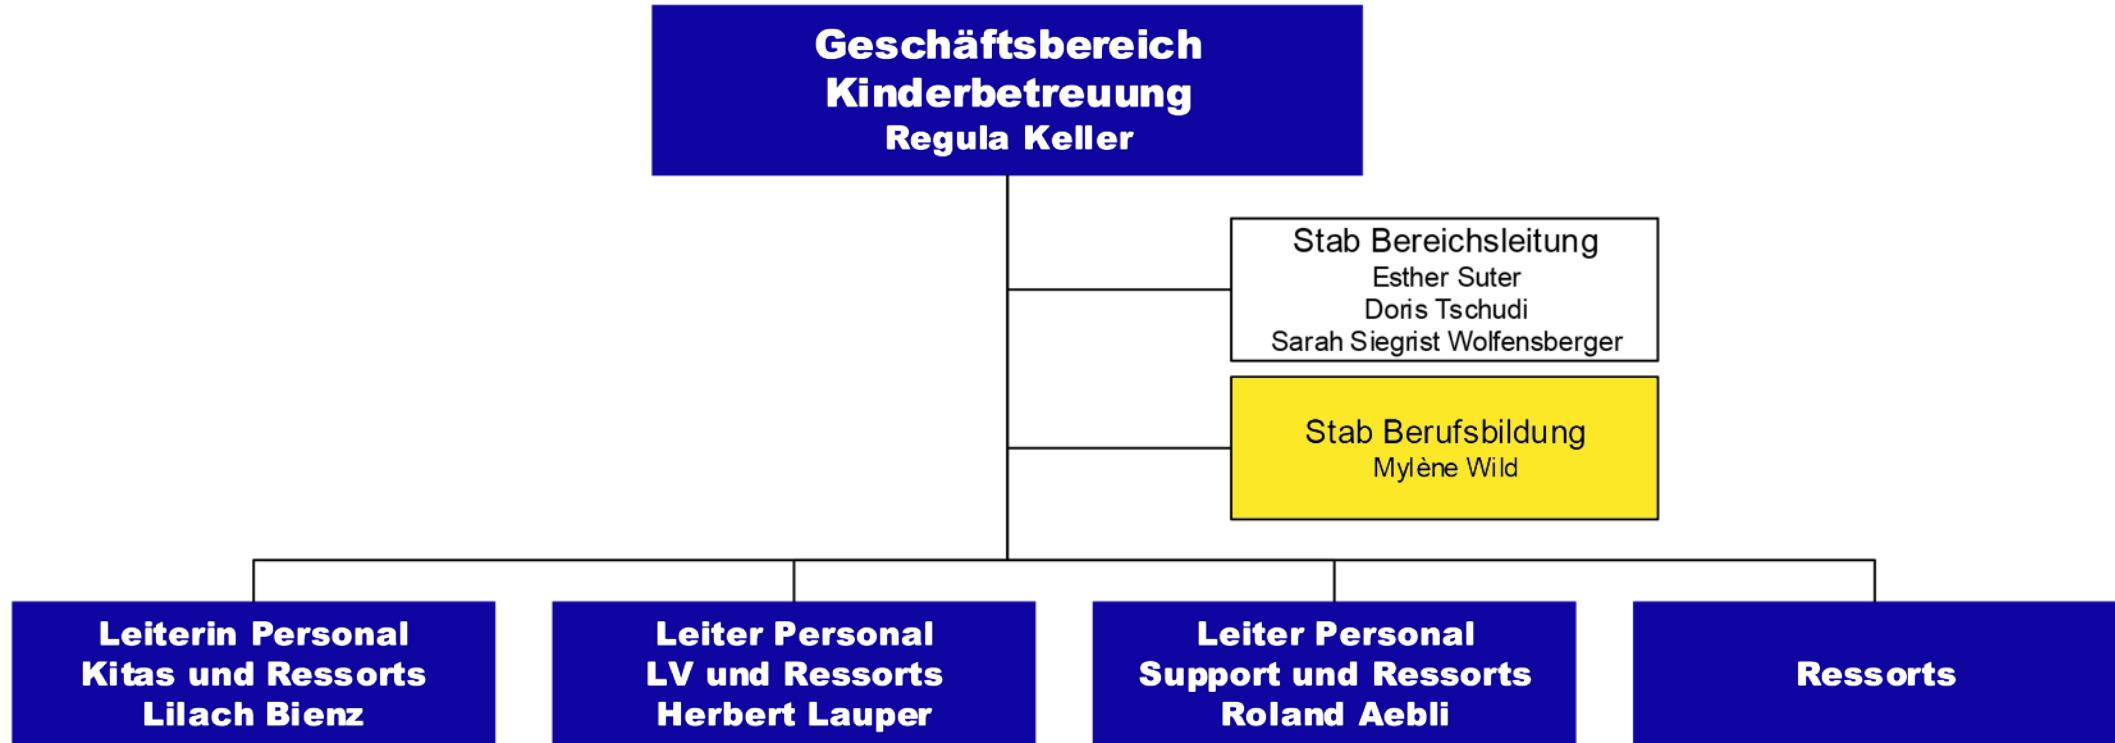 Geschäftsbereich
Kinderbetreuung
Regula Keller
Stab Bereichsleitung
Esther Suter
Doris Tschudi
Sarah Siegrist Wolfensberger
Stab Berufsbildung
Mylène Wild
Leiterin Personal
Kitas und Ressorts
Lilach Bienz
Leiter Personal
LV und Ressorts
Herbert Lauper
Leiter Personal
Support und Ressorts
Roland Aebli
Ressorts